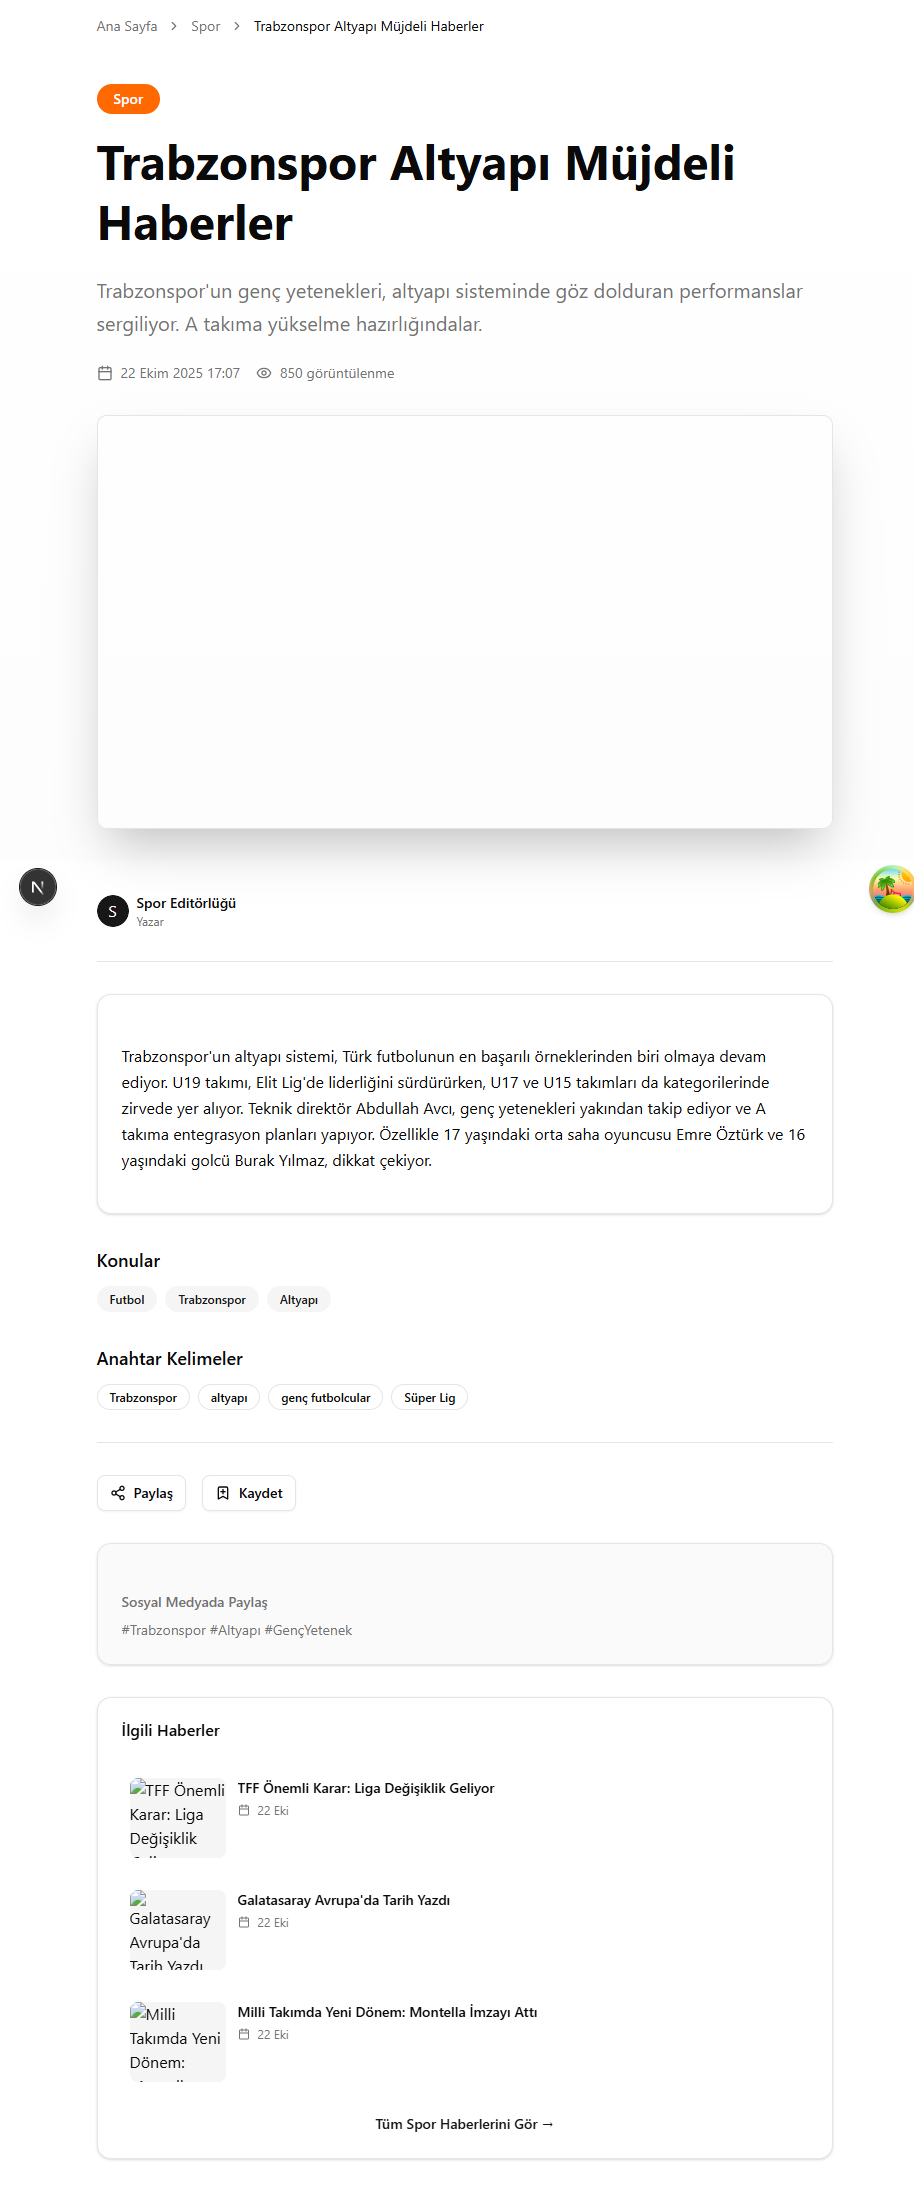 Ana Sayfa > Spor > Trabzonspor Altyapı Müjdeli Haberler
Spor
Trabzonspor Altyapı Müjdeli
Haberler
Trabzonspor'un genç yetenekleri, altyapı sisteminde göz dolduran performanslar
sergiliyor. A takıma yükselme hazırlığındalar.
22 Ekim 2025 17:07 850 görüntülenme
N
S
Spor Editörlüğü
Yazar
Trabzonspor'un altyapı sistemi, Türk futbolunun en başarılı örneklerinden biri olmaya devam
ediyor. U19 takımı, Elit Lig'de liderliğini sürdürürken, U17 ve U15 takımları da kategorilerinde
zirvede yer alıyor. Teknik direktör Abdullah Avcı, genç yetenekleri yakından takip ediyor ve A
takıma entegrasyon planları yapıyor. Özellikle 17 yaşındaki orta saha oyuncusu Emre Öztürk ve 16
yaşındaki golcü Burak Yılmaz, dikkat çekiyor.
Konular
Futbol Trabzonspor Altyapı
Anahtar Kelimeler
Trabzonspor altyapı genç futbolcular Süper Lig
Paylaş Kaydet
Sosyal Medyada Paylaş
#Trabzonspor #Altyapı #GençYetenek
İlgili Haberler
TFF Önemli
Karar: Liga
Değişiklik
TFF Önemli Karar: Liga Değişiklik Geliyor
22 Eki
Galatasaray
Avrupa'da
Tarih Yazdı
Galatasaray Avrupa'da Tarih Yazdı
22 Eki
Milli
Takımda Yeni
Dönem:
Milli Takımda Yeni Dönem: Montella İmzayı Attı
22 Eki
Tüm Spor Haberlerini Gör →